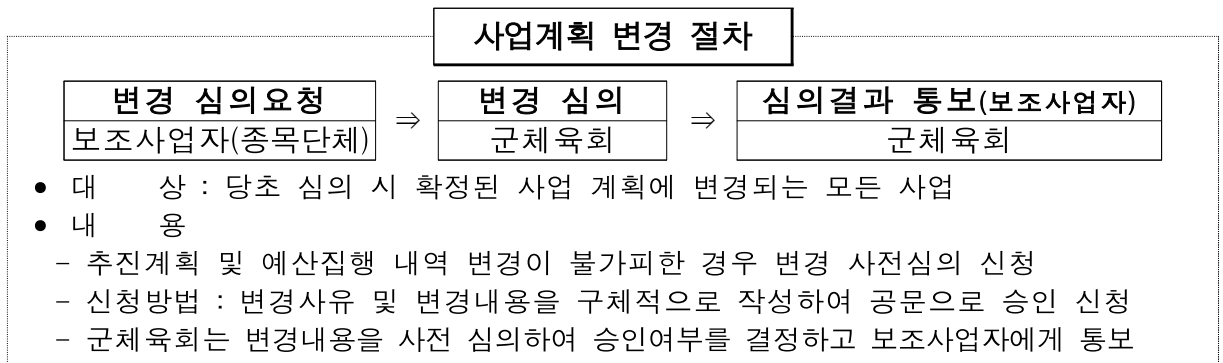 사업계획 변경 절차
변경 심의요청 ⇒ 변경 심의 ⇒ 심의결과 통보(보조사업자)
보조사업자(종목단체) 군체육회 군체육회
● 대 상 : 당초 심의 시 확정된 사업 계획에 변경되는 모든 사업
● 내 용
- 추진계획 및 예산집행 내역 변경이 불가피한 경우 변경 사전심의 신청
- 신청방법 : 변경사유 및 변경내용을 구체적으로 작성하여 공문으로 승인 신청
- 군체육회는 변경내용을 사전 심의하여 승인여부를 결정하고 보조사업자에게 통보